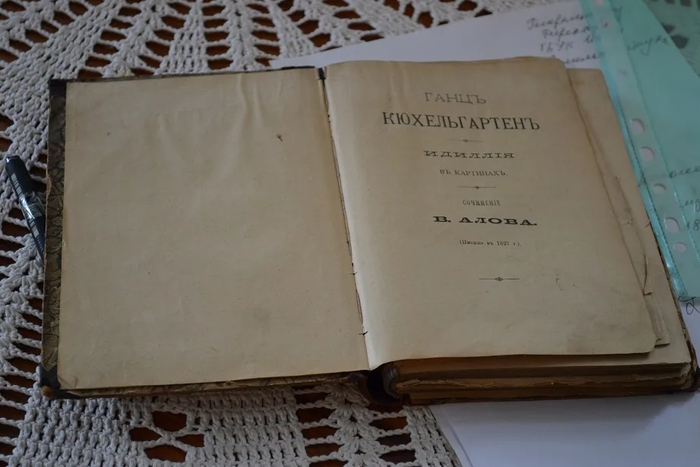 ГАНЦЪ
КЮХЕЛЬГАРТЕНЪ
ИДИЛЛІЯ
ВЪ КАРТИНАХЪ.
СОЧИНЕНІЕ
В. АЛОВА.
(Писано въ 1827 г.).